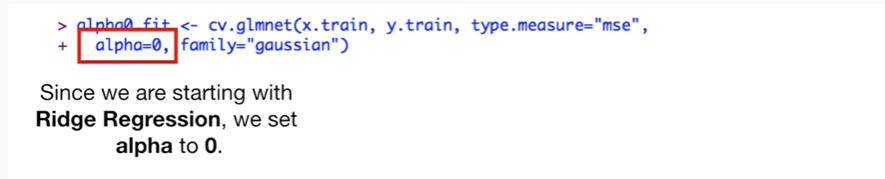 > alpha0.fit <- cv.glmnet(x.train, y.train, type.measure="mse",
+ alpha=0, family="gaussian")
Since we are starting with
Ridge Regression, we set
alpha to 0.